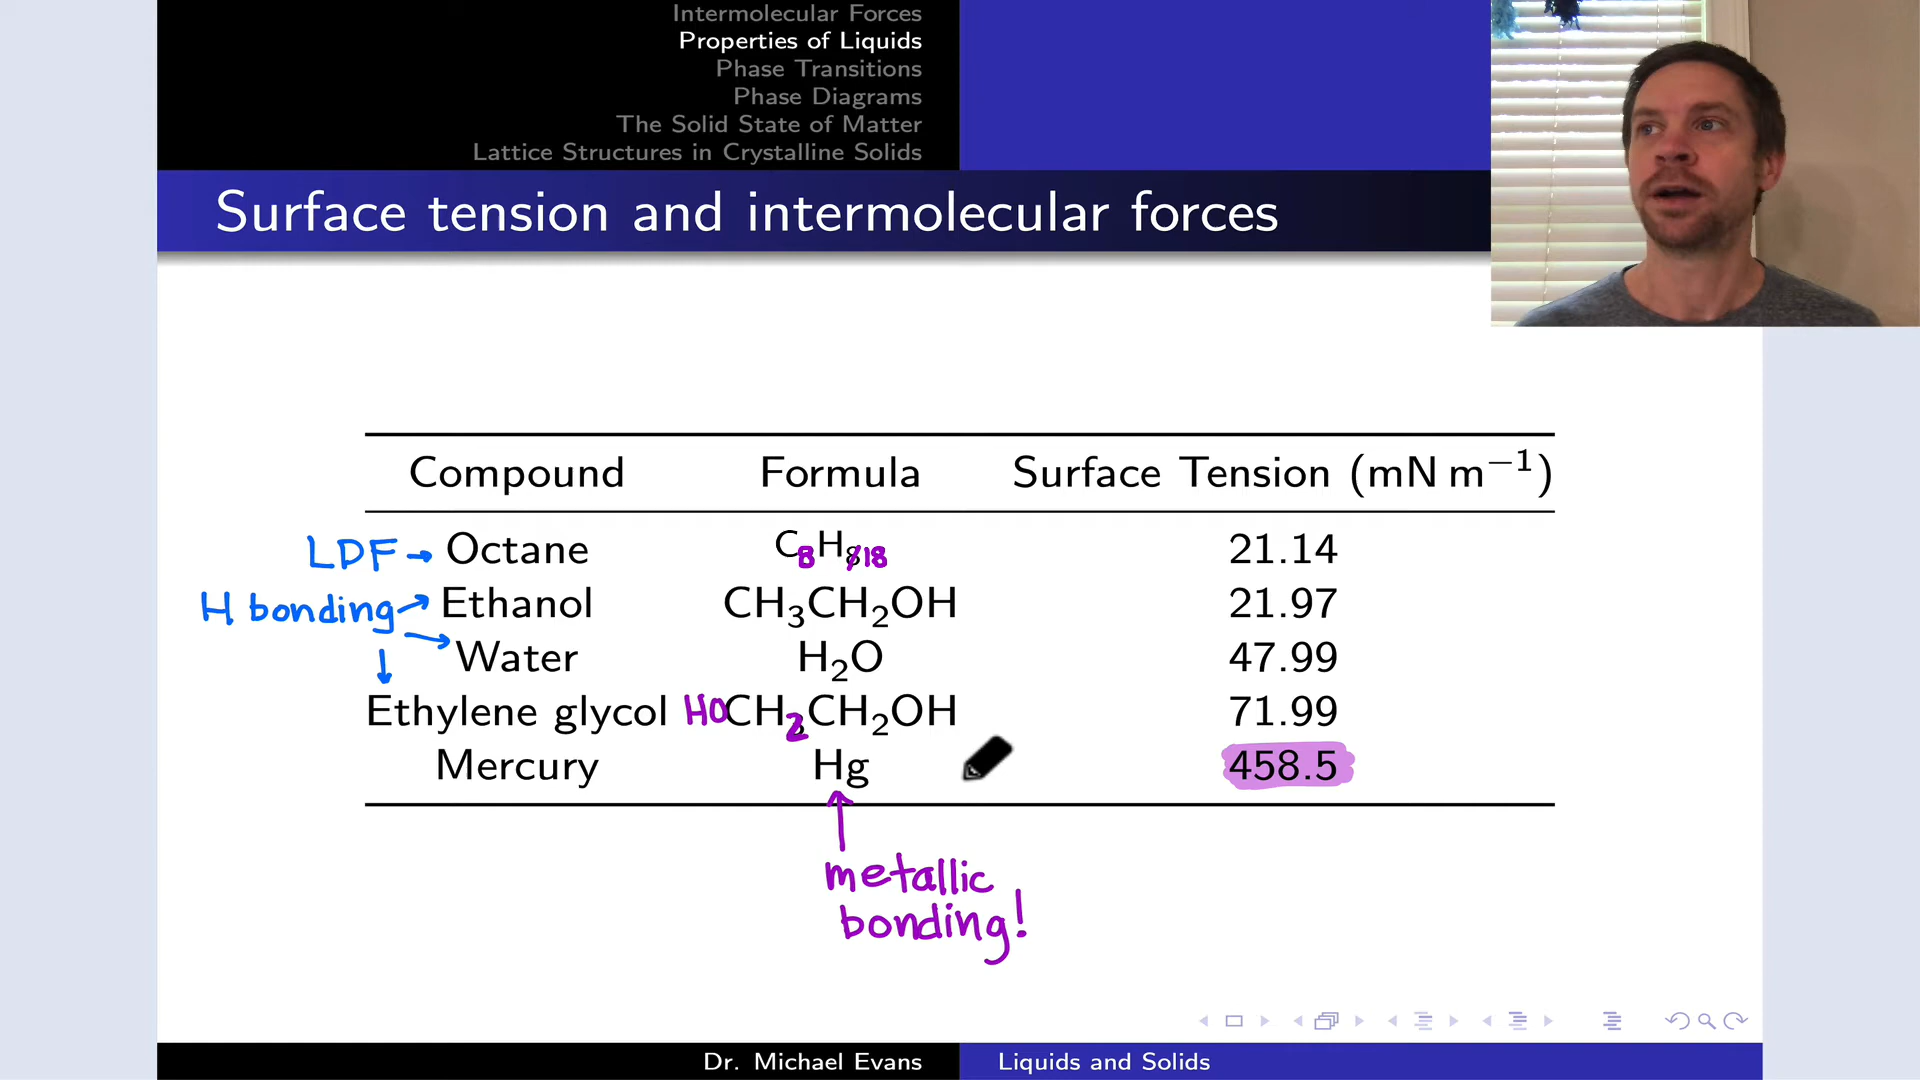 Intermolecular Forces
Properties of Liquids
Phase Transitions
Phase Diagrams
The Solid State of Matter
Lattice Structures in Crystalline Solids
Surface tension and intermolecular forces
Compound Formula Surface Tension (mN m⁻¹)
LDF → Octane C8H18 21.14
H bonding → Ethanol CH₃CH₂OH 21.97
→ Water H₂O 47.99
↓ Ethylene glycol HOCH2CH₂OH 71.99
Mercury Hg 458.5
metallic
bonding!
Dr. Michael Evans Liquids and Solids